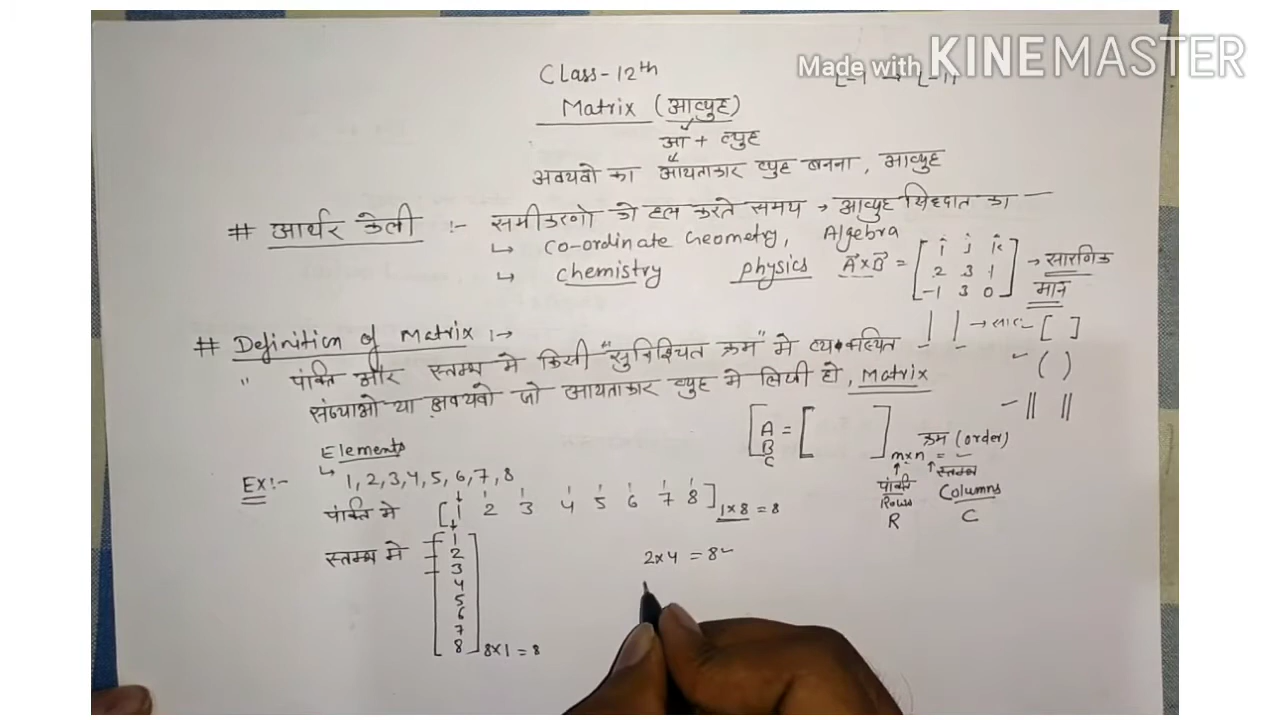 Made with KINEMASTER
Class-12th
Matrix (आव्युह)
आ + व्युह
अवयवो का आयताकार व्युह बनना, आव्युह
# आर्थर केली :- समीकरणो को हल करते समय → आव्युह सिध्दात का
↳ Co-ordinate Geometry, Algebra
↳ chemistry physics A×B = [ i j k
2 3 1
-1 3 0 ] → सारणिक
मान
| | → सार० [ ]
( )
|| ||
# Definition of Matrix :→
" पंक्ति और स्तम्भ मे किसी "सुनिश्चित क्रम" मे व्यवस्थित
संख्याओ या अवयवो जो आयताकार व्युह मे लिखी हो, Matrix
[ A = [ ]
B
C
क्रम (order)
m×n =
पंक्ति स्तम्भ
Rows Columns
R C
Elements
Ex:- ↳ 1, 2, 3, 4, 5, 6, 7, 8
पंक्ति मे [1 2 3 4 5 6 7 8] 1×8 = 8
स्तम्भ मे [ 1
2
3
4
5
6
7
8 ] 8×1 = 8
2×4 = 8